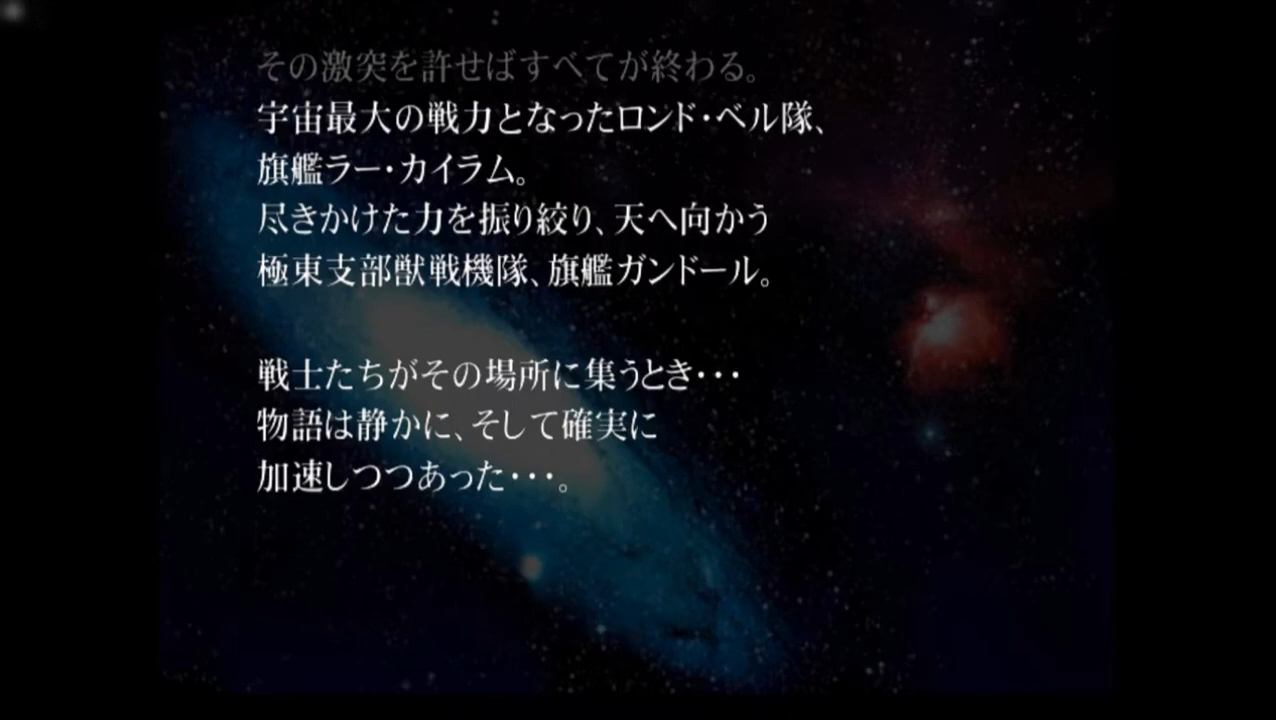 その激突を許せばすべてが終わる。
宇宙最大の戦力となったロンド・ベル隊、
旗艦ラー・カイラム。
尽きかけた力を振り絞り、天へ向かう
極東支部獣戦機隊、旗艦ガンドール。
戦士たちがその場所に集うとき・・・
物語は静かに、そして確実に
加速しつつあった・・・。